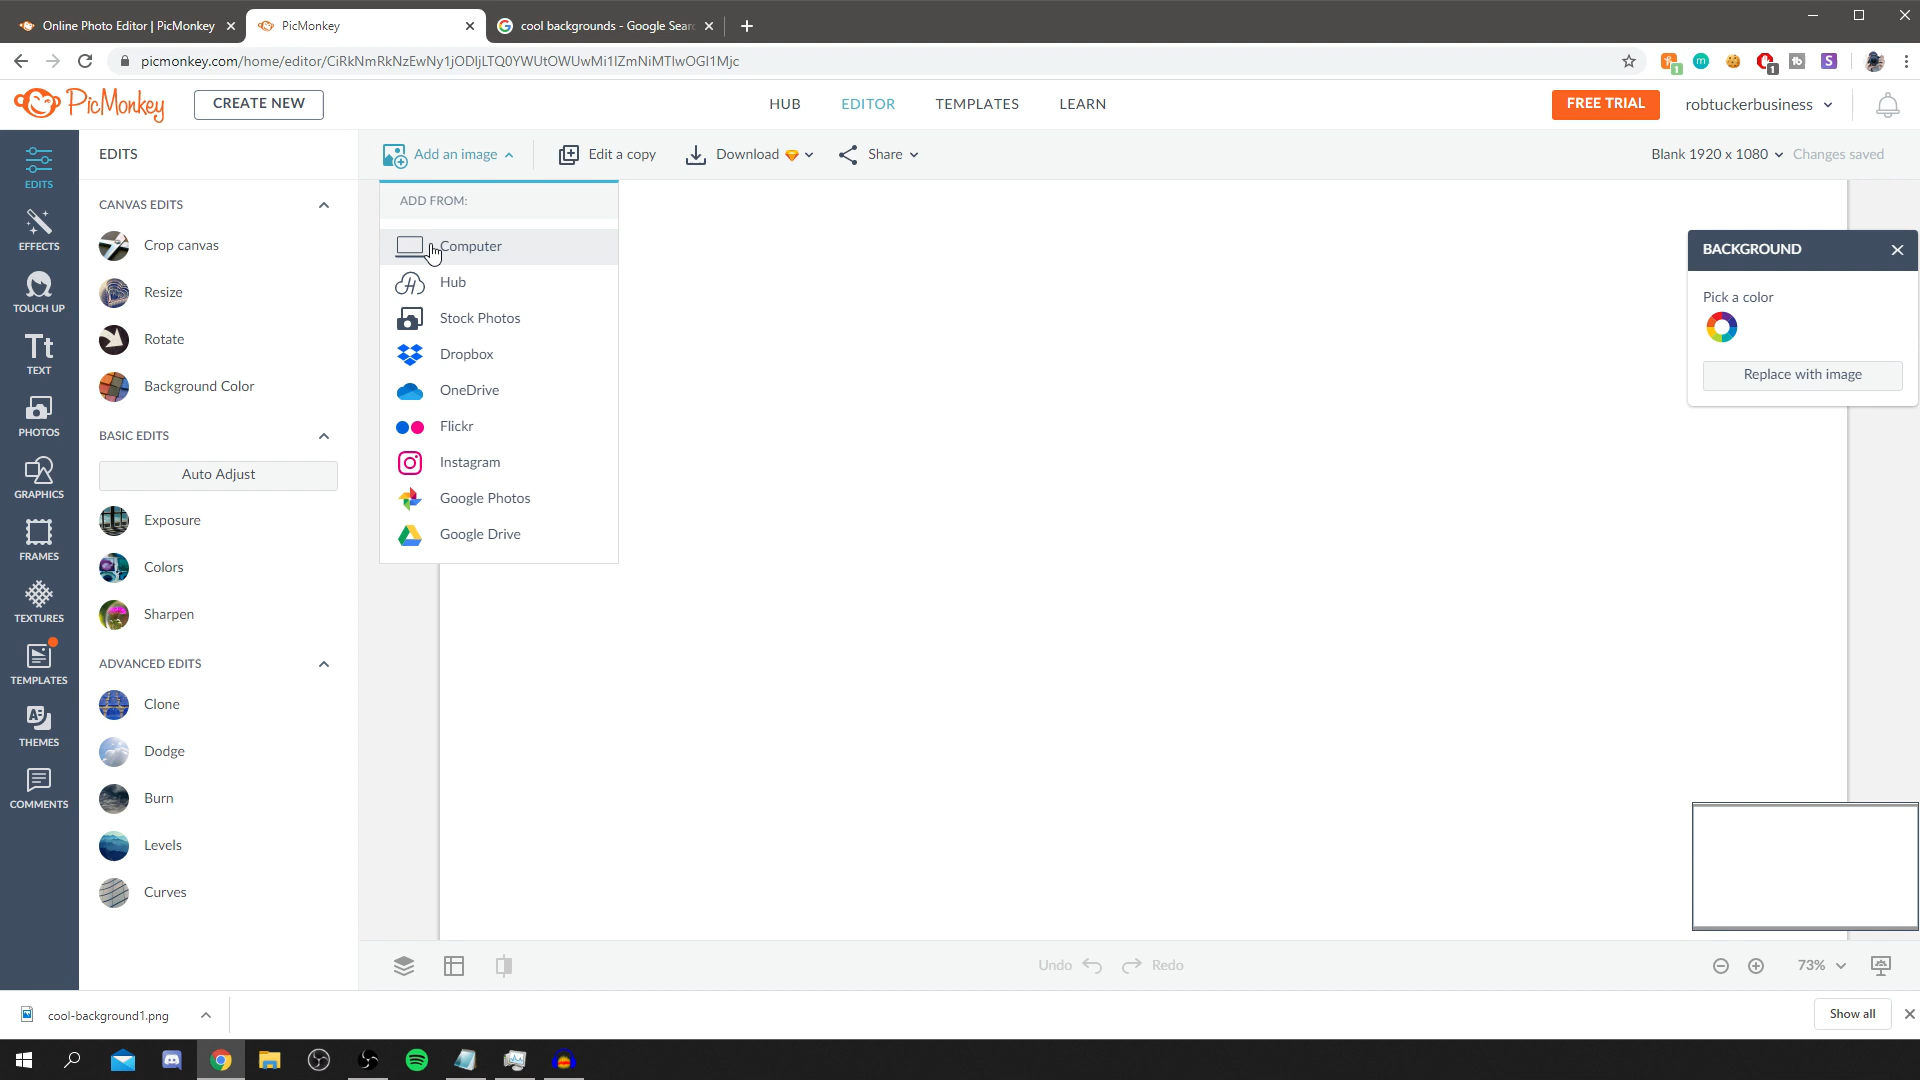 Online Photo Editor | PicMonkey
PicMonkey
cool backgrounds - Google Sear
picmonkey.com/home/editor/CiRkNmRkNzEwNy1jODljLTQ0YWUtOWUwMi1lZmNiMTIwOGI1Mjc
1
1
tb
m
S
PicMonkey
CREATE NEW
HUB
EDITOR
TEMPLATES
LEARN
FREE TRIAL
robtuckerbusiness
EDITS
Add an image
Edit a copy
Download
Share
Blank 1920 x 1080
Changes saved
EDITS
EFFECTS
TOUCH UP
Tt
TEXT
PHOTOS
GRAPHICS
FRAMES
TEXTURES
TEMPLATES
THEMES
COMMENTS
CANVAS EDITS
Crop canvas
Resize
Rotate
Background Color
BASIC EDITS
Auto Adjust
Exposure
Colors
Sharpen
ADVANCED EDITS
Clone
Dodge
Burn
Levels
Curves
ADD FROM:
Computer
Hub
Stock Photos
Dropbox
OneDrive
Flickr
Instagram
Google Photos
Google Drive
BACKGROUND
Pick a color
Replace with image
Undo
Redo
73%
cool-background1.png
Show all